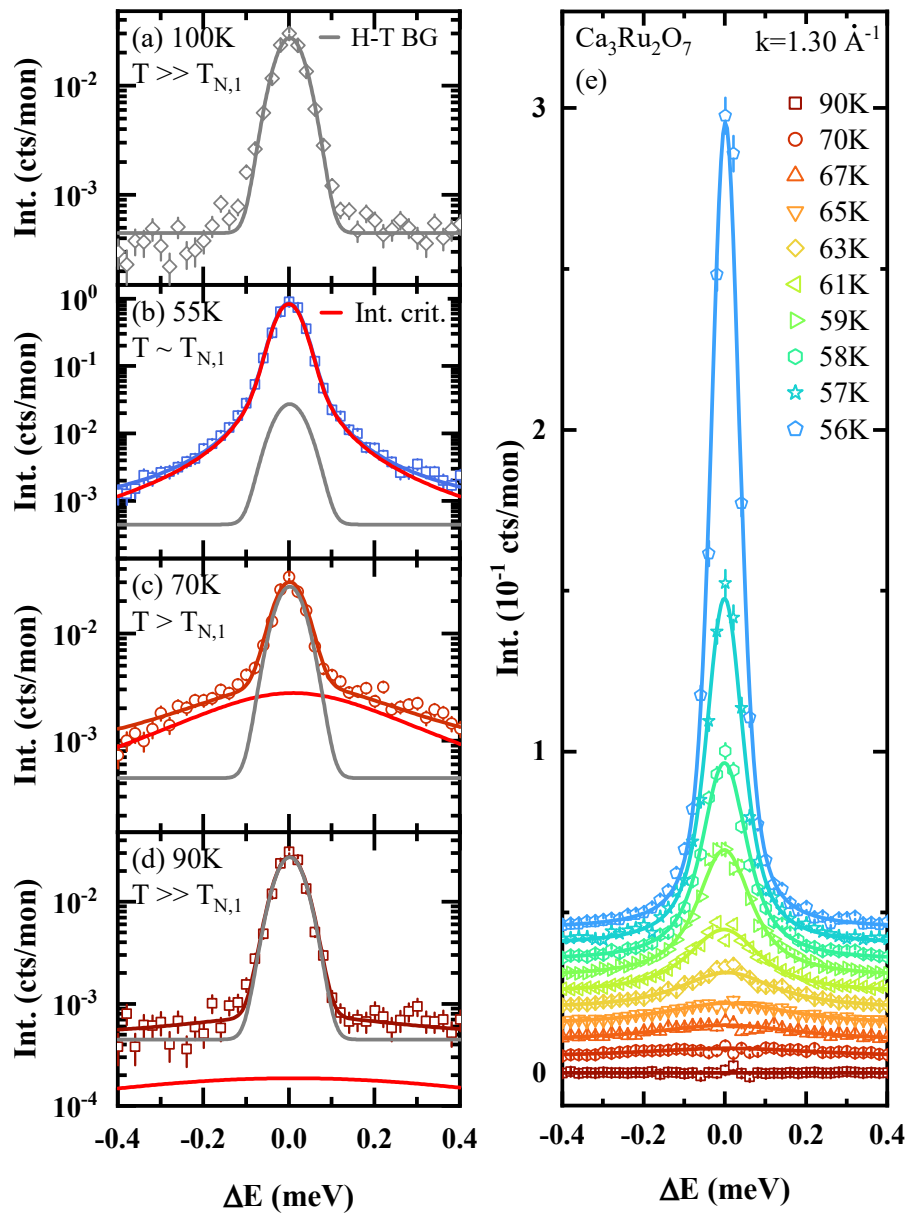 (a) 100K
H-T BG
T >> T_N,1
Int. (cts/mon)
10^-2
10^-3
(b) 55K
Int. crit.
T ~ T_N,1
Int. (cts/mon)
10^0
10^-1
10^-2
10^-3
(c) 70K
T > T_N,1
Int. (cts/mon)
10^-2
10^-3
(d) 90K
T >> T_N,1
Int. (cts/mon)
10^-2
10^-3
10^-4
-0.4 -0.2 0.0 0.2 0.4
ΔE (meV)
Ca3Ru2O7
k=1.30 Å^-1
(e)
90K
70K
67K
65K
63K
61K
59K
58K
57K
56K
Int. (10^-1 cts/mon)
3
2
1
0
-0.4 -0.2 0.0 0.2 0.4
ΔE (meV)